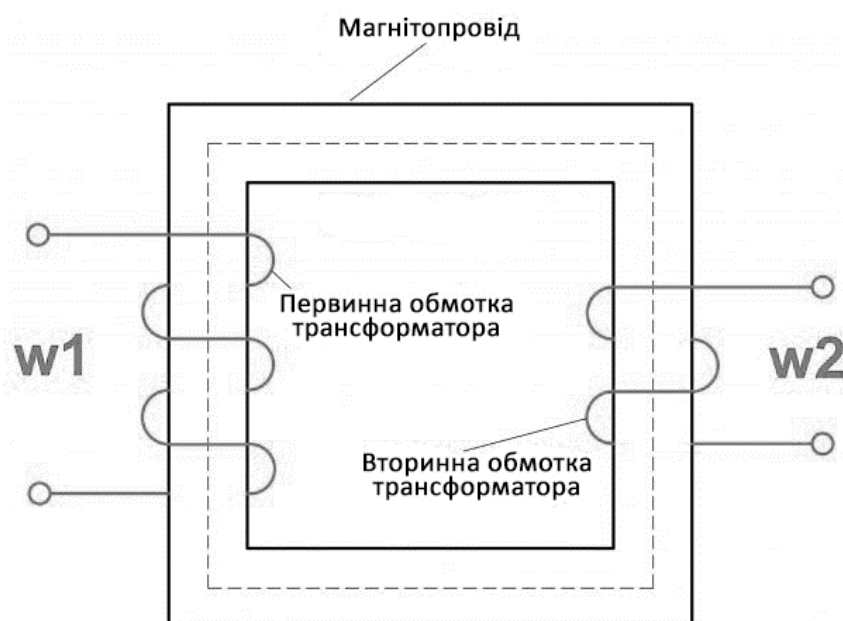 Магнітопровід
Первинна обмотка
трансформатора
w1
w2
Вторинна обмотка
трансформатора